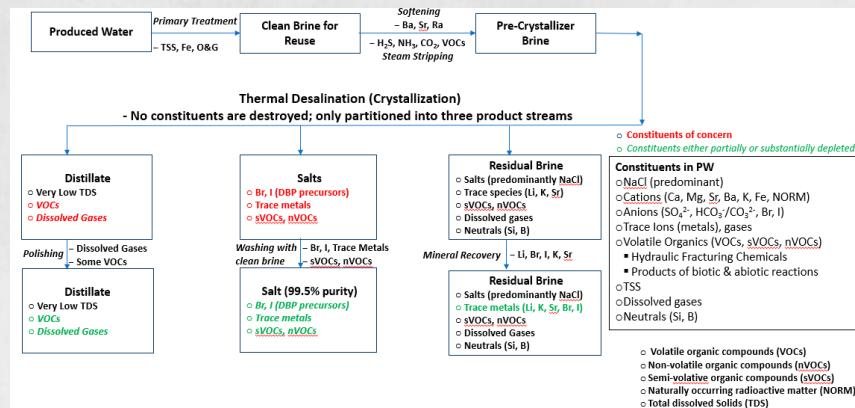 Produced Water
Primary Treatment
– TSS, Fe, O&G
Clean Brine for
Reuse
Softening
– Ba, Sr, Ra
– H₂S, NH₃, CO₂, VOCs
Steam Stripping
Pre-Crystallizer
Brine
Thermal Desalination (Crystallization)
- No constituents are destroyed; only partitioned into three product streams
Distillate
○ Very Low TDS
○ VOCs
○ Dissolved Gases
Salts
○ Br, I (DBP precursors)
○ Trace metals
○ sVOCs, nVOCs
Residual Brine
○ Salts (predominantly NaCl)
○ Trace species (Li, K, Sr)
○ sVOCs, nVOCs
○ Dissolved gases
○ Neutrals (Si, B)
Polishing
– Dissolved Gases
– Some VOCs
Washing with
clean brine
– Br, I, Trace Metals
– sVOCs, nVOCs
Mineral Recovery
– Li, Br, I, K, Sr
Distillate
○ Very Low TDS
○ VOCs
○ Dissolved Gases
Salt (99.5% purity)
○ Br, I (DBP precursors)
○ Trace metals
○ sVOCs, nVOCs
Residual Brine
○ Salts (predominantly NaCl)
○ Trace metals (Li, K, Sr, Br, I)
○ sVOCs, nVOCs
○ Dissolved Gases
○ Neutrals (Si, B)
○ Constituents of concern
○ Constituents either partially or substantially depleted
Constituents in PW
○NaCl (predominant)
○Cations (Ca, Mg, Sr, Ba, K, Fe, NORM)
○Anions (SO₄²⁻, HCO₃⁻/CO₃²⁻, Br, I)
○Trace Ions (metals), gases
○Volatile Organics (VOCs, sVOCs, nVOCs)
▪ Hydraulic Fracturing Chemicals
▪ Products of biotic & abiotic reactions
○TSS
○Dissolved gases
○Neutrals (Si, B)
○ Volatile organic compounds (VOCs)
○ Non-volatile organic compounds (nVOCs)
○ Semi-volative organic compounds (sVOCs)
○ Naturally occurring radioactive matter (NORM)
○ Total dissolved Solids (TDS)